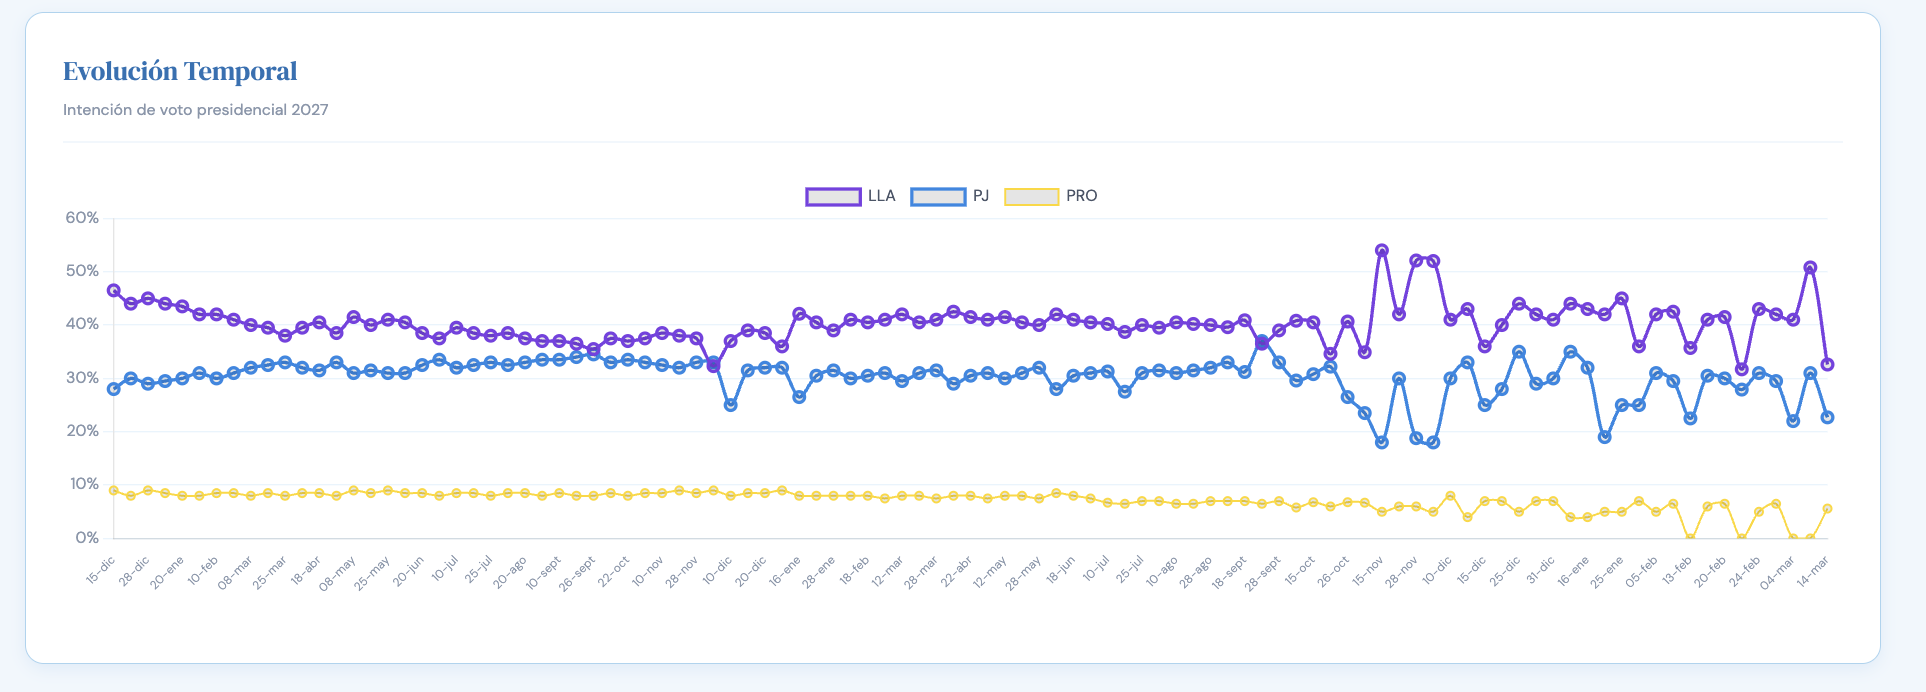 Evolución Temporal
Intención de voto presidencial 2027
LLA PJ PRO
60%
50%
40%
30%
20%
10%
0%
15-dic 28-dic 20-ene 10-feb 08-mar 25-mar 18-abr 08-may 25-may 20-jun 10-jul 25-jul 20-ago 10-sept 26-sept 22-oct 10-nov 28-nov 10-dic 20-dic 16-ene 28-ene 18-feb 12-mar 28-mar 22-abr 12-may 28-may 18-jun 10-jul 25-jul 10-ago 28-ago 18-sept 28-sept 15-oct 26-oct 15-nov 28-nov 10-dic 15-dic 25-dic 31-dic 16-ene 25-ene 05-feb 13-feb 20-feb 24-feb 04-mar 14-mar